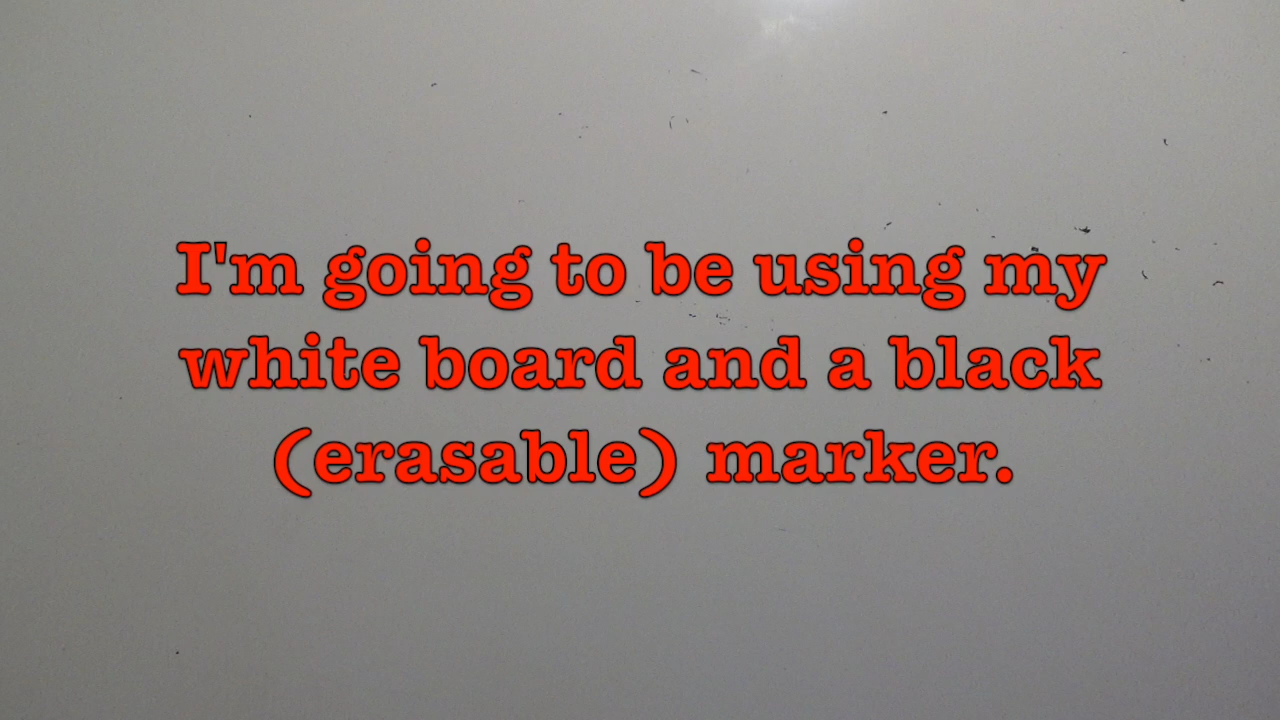 I'm going to be using my
white board and a black
(erasable) marker.